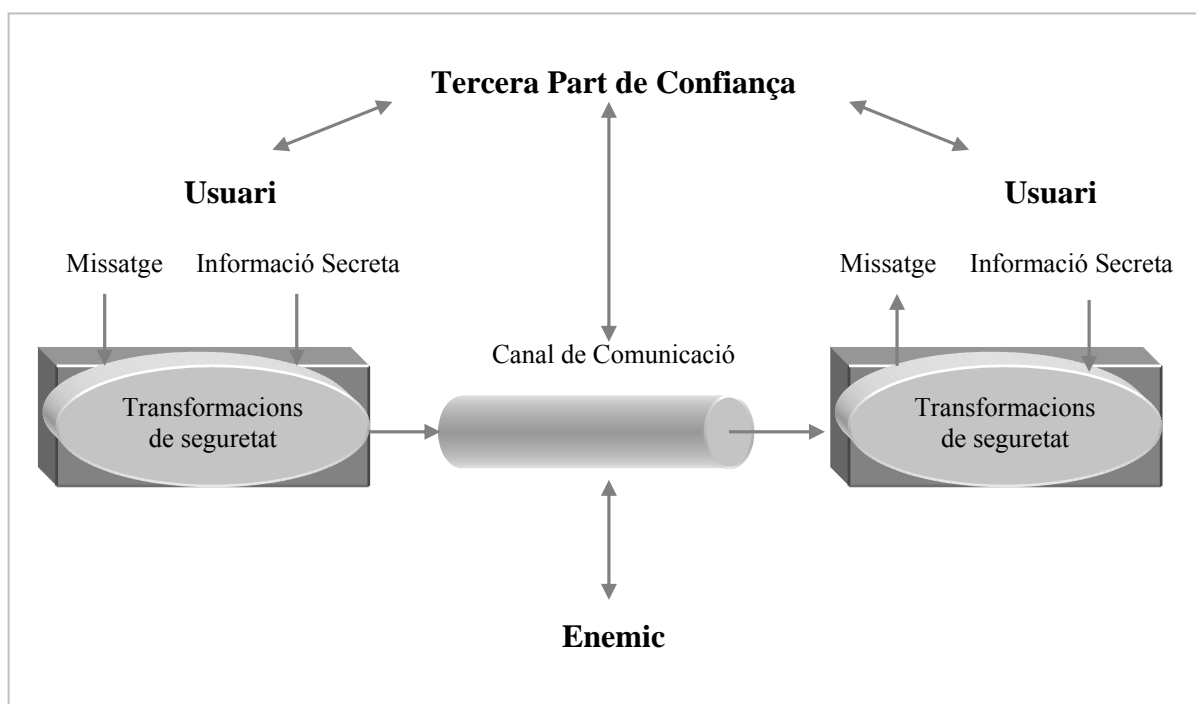 Tercera Part de Confiança
Usuari
Usuari
Missatge
Informació Secreta
Missatge
Informació Secreta
Canal de Comunicació
Transformacions
de seguretat
Transformacions
de seguretat
Enemic